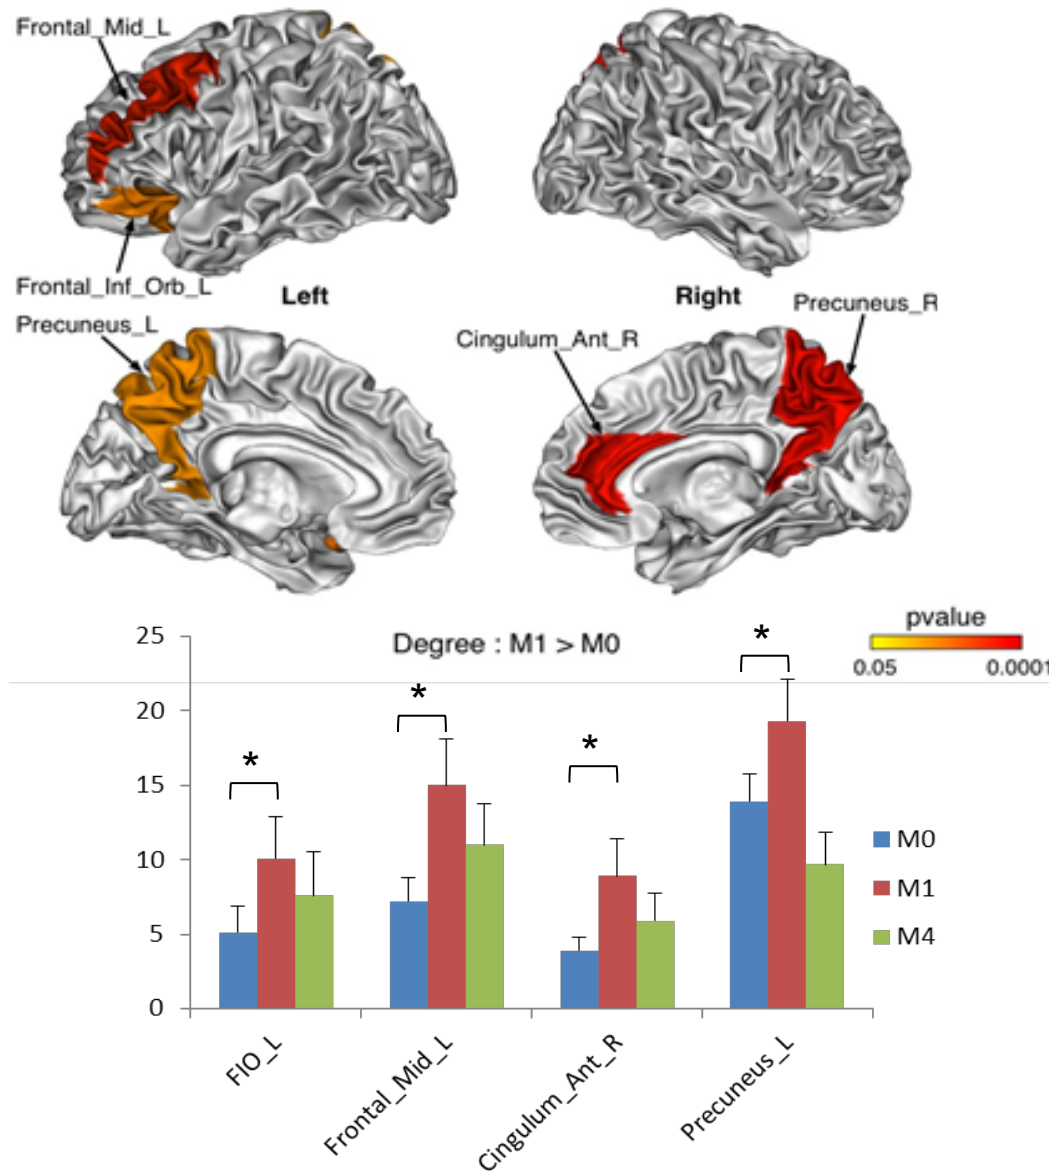 Frontal_Mid_L
Frontal_Inf_Orb_L
Left
Right
Precuneus_R
Precuneus_L
Cingulum_Ant_R
pvalue
0.05
0.0001
Degree : M1 > M0
25
20
15
10
5
0
*
*
*
*
M0
M1
M4
FIO_L
Frontal_Mid_L
Cingulum_Ant_R
Precuneus_L